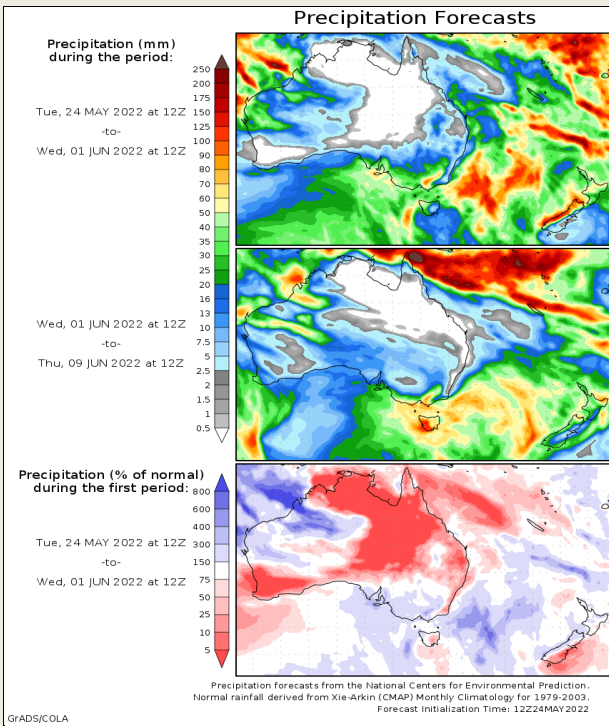 Precipitation Forecasts
Precipitation (mm)
during the period:
Tue, 24 MAY 2022 at 12Z
-to-
Wed, 01 JUN 2022 at 12Z
250
200
175
150
125
100
90
80
70
60
50
40
35
30
25
20
16
13
10
7.5
5
2.5
2
1.5
1
0.5
Wed, 01 JUN 2022 at 12Z
-to-
Thu, 09 JUN 2022 at 12Z
Precipitation (% of normal)
during the first period:
Tue, 24 MAY 2022 at 12Z
-to-
Wed, 01 JUN 2022 at 12Z
800
600
400
300
150
75
50
25
10
5
Precipitation forecasts from the National Centers for Environmental Prediction.
Normal rainfall derived from Xie-Arkin (CMAP) Monthly Climatology for 1979-2003.
Forecast Initialization Time: 12Z24MAY2022
GrADS/COLA